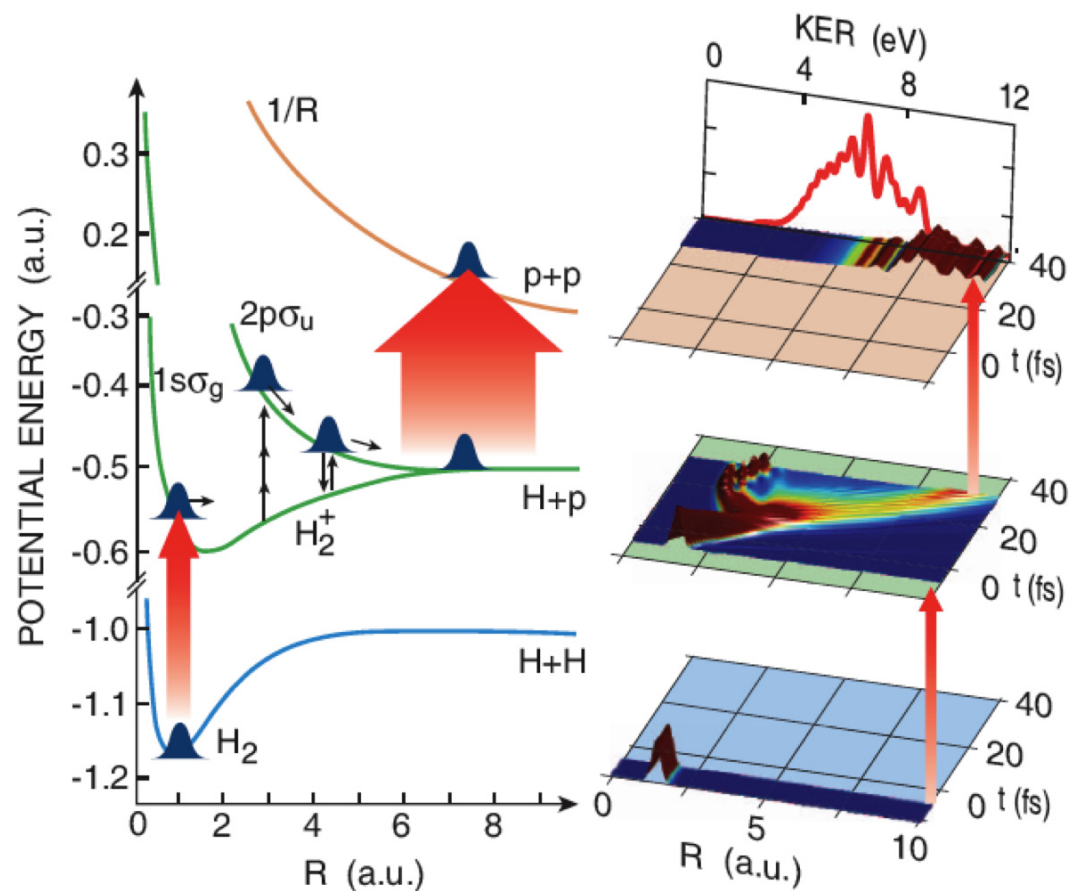 POTENTIAL ENERGY (a.u.)
0.3
0.2
-0.3
-0.4
-0.5
-0.6
-1.0
-1.1
-1.2
1/R
p+p
2pσu
1sσg
H2+
H+p
H+H
H2
0 2 4 6 8
R (a.u.)
KER (eV)
0 4 8 12
40
20
0 t (fs)
40
20
0 t (fs)
40
20
0 t (fs)
0 5 10
R (a.u.)